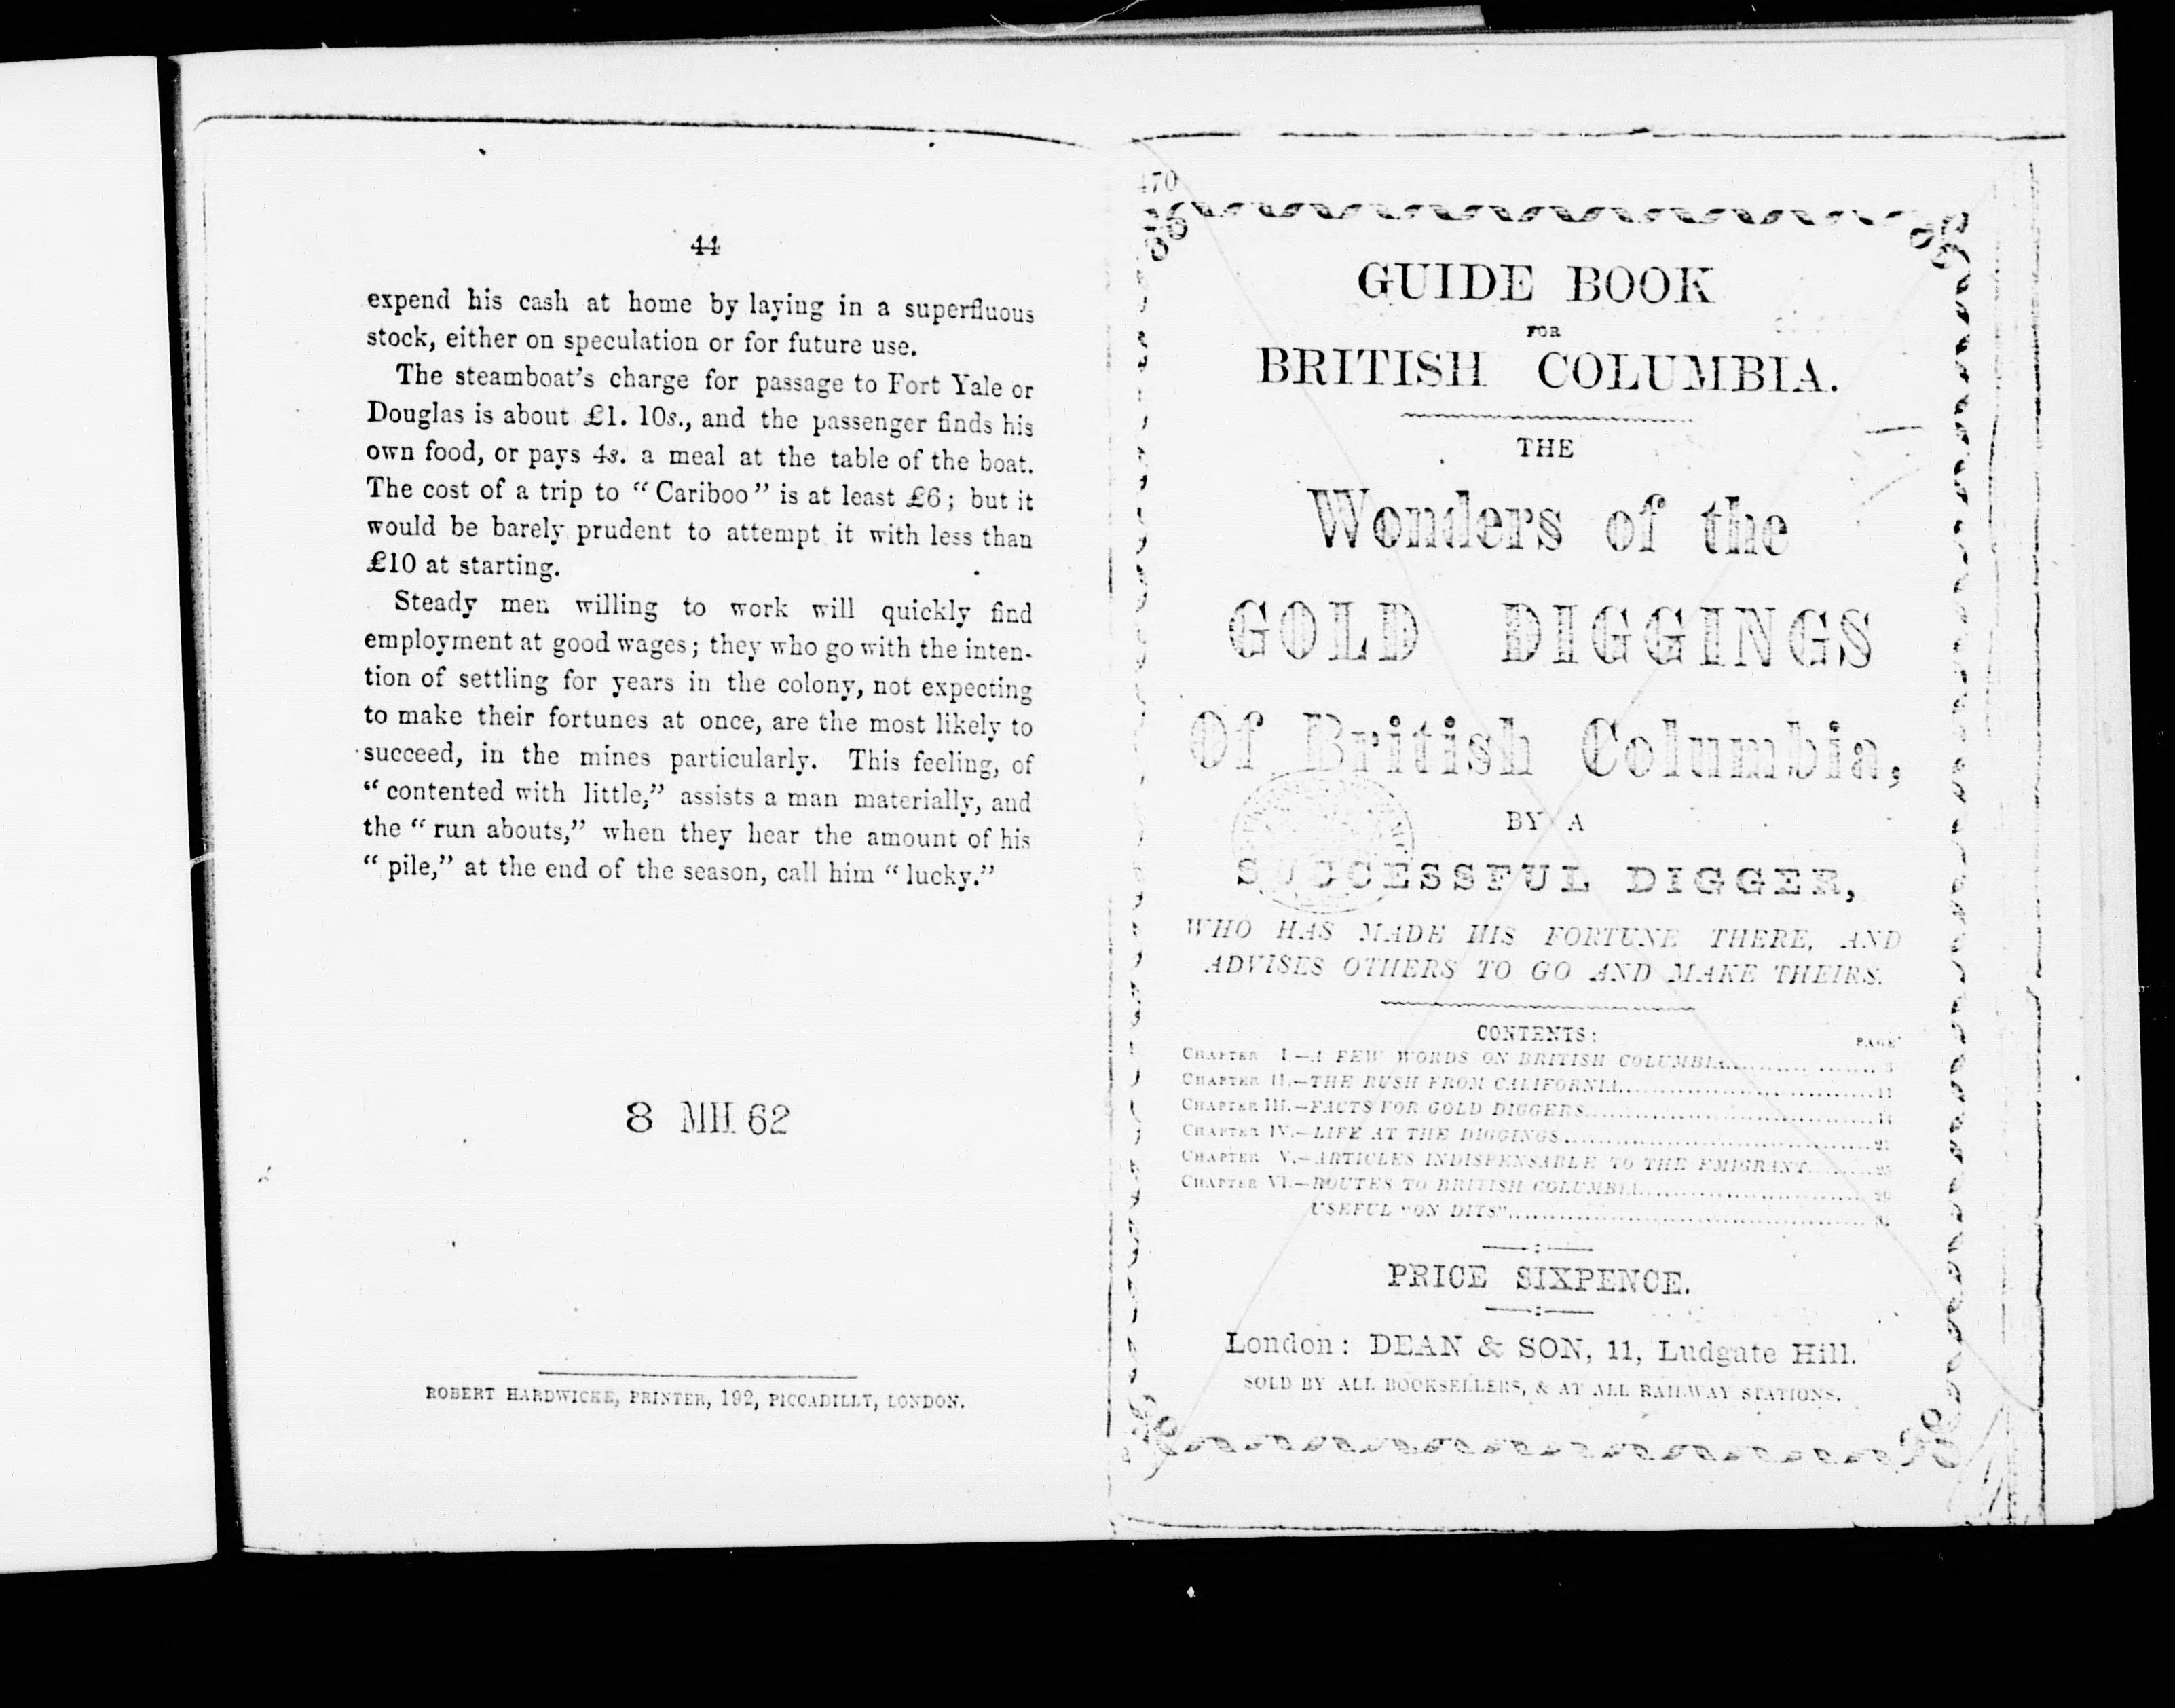 44
expend his cash at home by laying in a superfluous
stock, either on speculation or for future use.
The steamboat's charge for passage to Fort Yale or
Douglas is about £1. 10s., and the passenger finds his
own food, or pays 4s. a meal at the table of the boat.
The cost of a trip to "Cariboo" is at least £6; but it
would be barely prudent to attempt it with less than
£10 at starting.
Steady men willing to work will quickly find
employment at good wages; they who go with the inten-
tion of settling for years in the colony, not expecting
to make their fortunes at once, are the most likely to
succeed, in the mines particularly. This feeling, of
"contented with little," assists a man materially, and
the "run abouts," when they hear the amount of his
"pile," at the end of the season, call him "lucky."
8 MH 62
ROBERT HARDWICKE, PRINTER, 192, PICCADILLY, LONDON.
GUIDE BOOK
FOR
BRITISH COLUMBIA.
THE
Wonders of the
GOLD DIGGINGS
Of British Columbia,
BY A
SUCCESSFUL DIGGER,
WHO HAS MADE HIS FORTUNE THERE, AND
ADVISES OTHERS TO GO AND MAKE THEIRS.
CONTENTS:
PAGE
CHAPTER I.—A FEW WORDS ON BRITISH COLUMBIA
CHAPTER II.—THE RUSH FROM CALIFORNIA 11
CHAPTER III.—FACTS FOR GOLD DIGGERS
CHAPTER IV.—LIFE AT THE DIGGINGS
CHAPTER V.—ARTICLES INDISPENSABLE TO THE EMIGRANT
CHAPTER VI.—ROUTES TO BRITISH COLUMBIA
USEFUL "ON DITS"
PRICE SIXPENCE.
London: DEAN & SON, 11, Ludgate Hill.
SOLD BY ALL BOOKSELLERS, & AT ALL RAILWAY STATIONS.